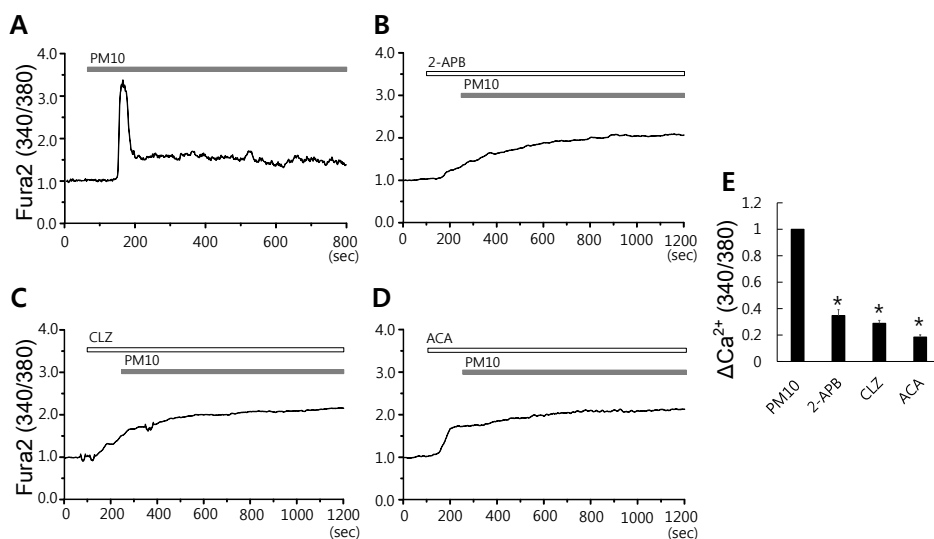 A
Fura2 (340/380)
4.0
3.0
2.0
1.0
0.0
PM10
0 200 400 600 800
(sec)
B
4.0
3.0
2.0
1.0
0.0
2-APB
PM10
0 200 400 600 800 1000 1200
(sec)
C
Fura2 (340/380)
4.0
3.0
2.0
1.0
0.0
CLZ
PM10
0 200 400 600 800 1000 1200
(sec)
D
4.0
3.0
2.0
1.0
0.0
ACA
PM10
0 200 400 600 800 1000 1200
(sec)
E
ΔCa²⁺ (340/380)
1.2
1
0.8
0.6
0.4
0.2
0
* * *
PM10 2-APB CLZ ACA